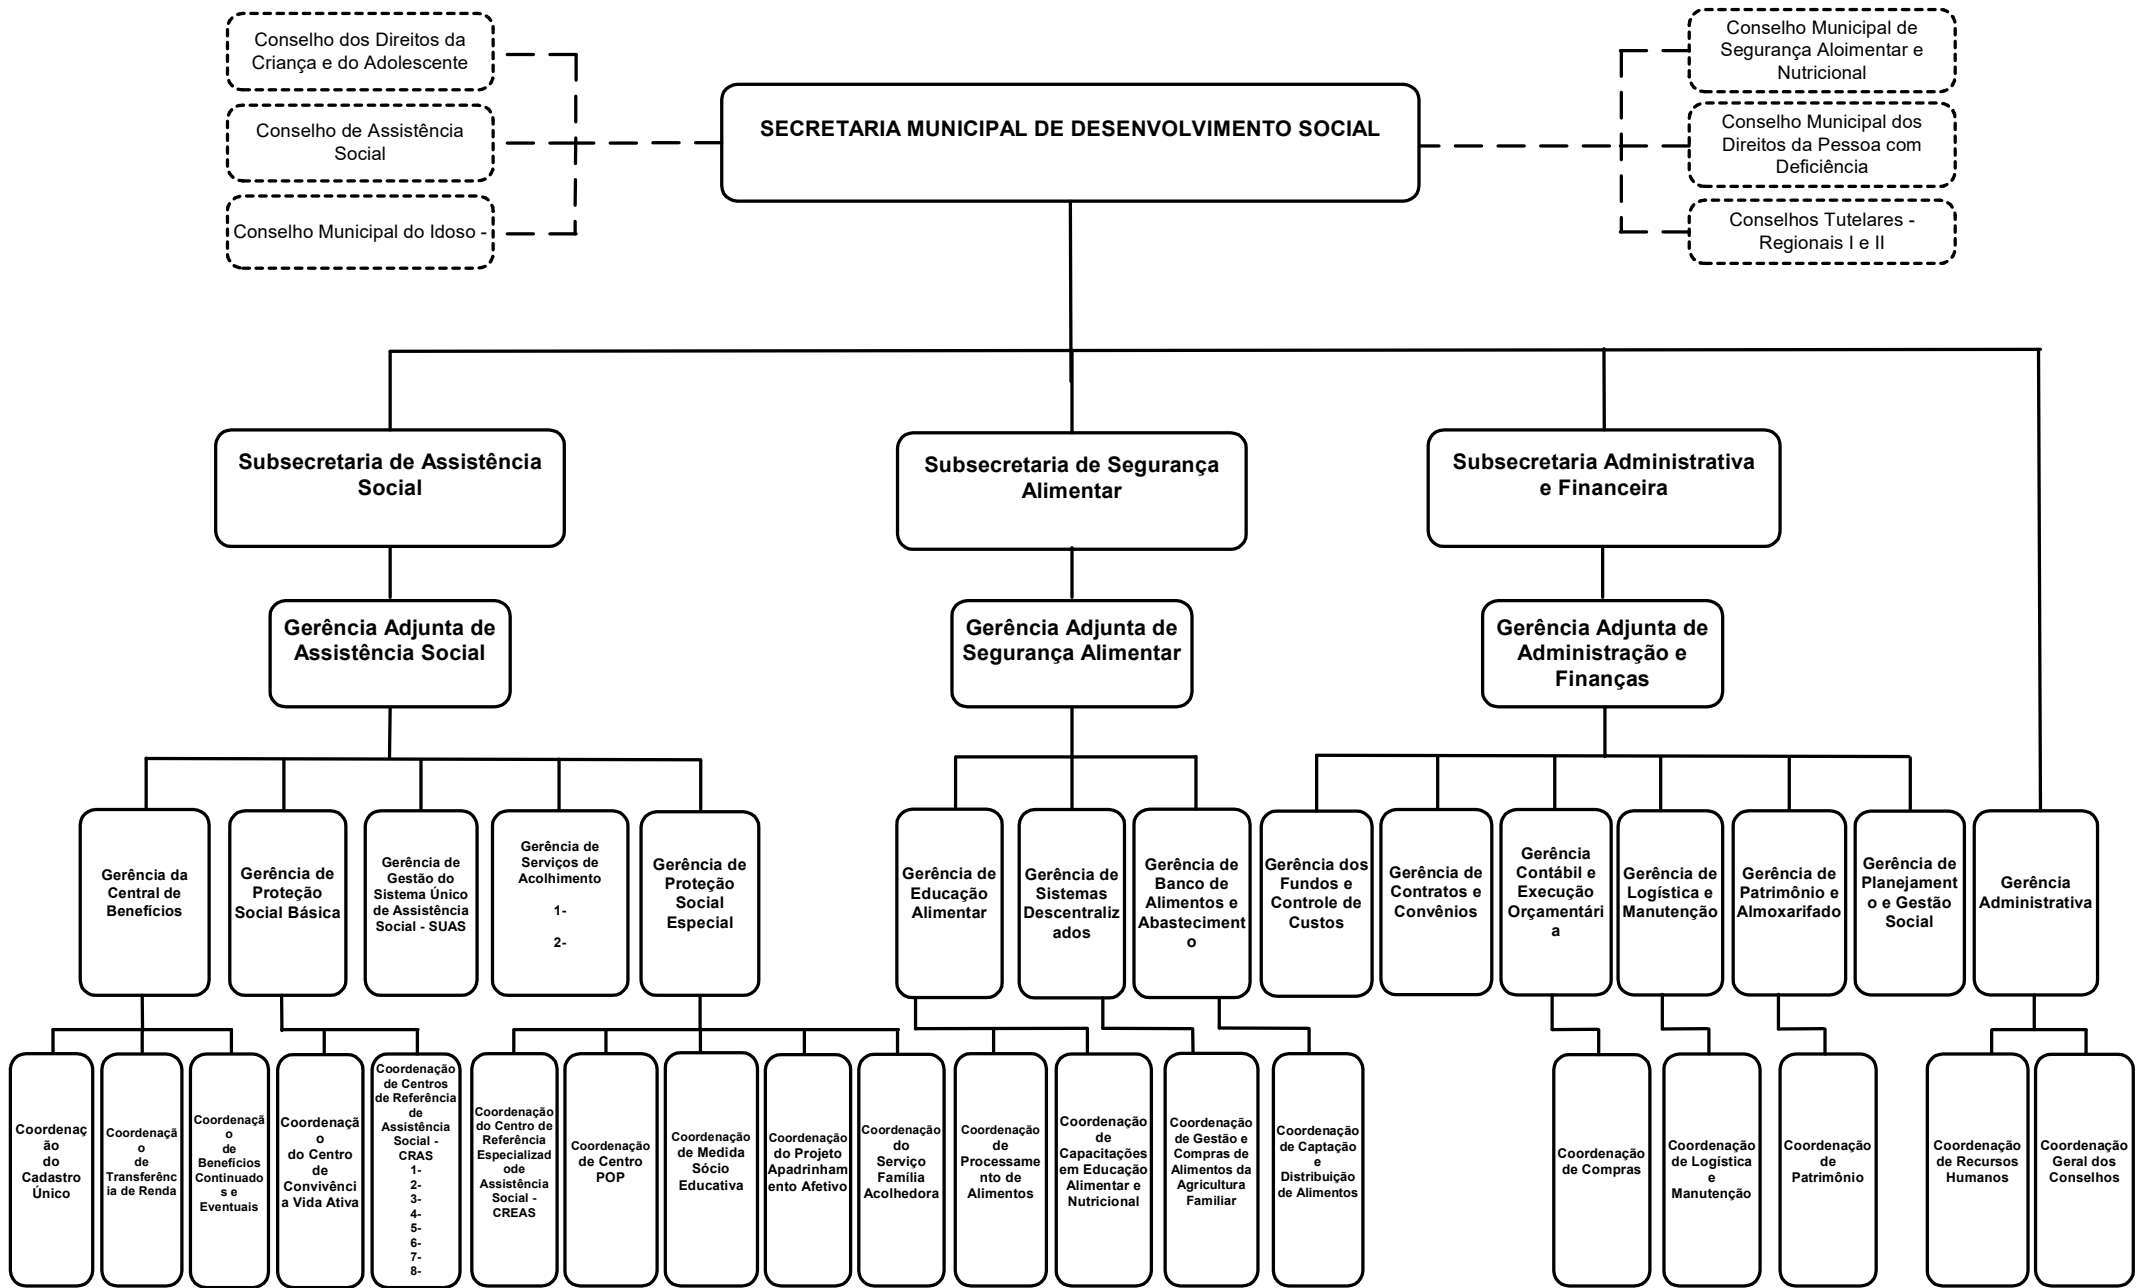 Conselho dos Direitos da
Criança e do Adolescente
Conselho de Assistência
Social
Conselho Municipal do Idoso -
SECRETARIA MUNICIPAL DE DESENVOLVIMENTO SOCIAL
Conselho Municipal de
Segurança Aloimentar e
Nutricional
Conselho Municipal dos
Direitos da Pessoa com
Deficiência
Conselhos Tutelares -
Regionais I e II
Subsecretaria de Assistência
Social
Subsecretaria de Segurança
Alimentar
Subsecretaria Administrativa
e Financeira
Gerência Adjunta de
Assistência Social
Gerência Adjunta de
Segurança Alimentar
Gerência Adjunta de
Administração e
Finanças
Gerência da
Central de
Benefícios
Gerência de
Proteção
Social Básica
Gerência de
Gestão do
Sistema Único
de Assistência
Social - SUAS
Gerência de
Serviços de
Acolhimento
1-
2-
Gerência de
Proteção
Social
Especial
Gerência de
Educação
Alimentar
Gerência de
Sistemas
Descentraliz
ados
Gerência de
Banco de
Alimentos e
Abasteciment
o
Gerência dos
Fundos e
Controle de
Custos
Gerência de
Contratos e
Convênios
Gerência
Contábil e
Execução
Orçamentári
a
Gerência de
Logística e
Manutenção
Gerência de
Patrimônio e
Almoxarifado
Gerência de
Planejament
o e Gestão
Social
Gerência
Administrativa
Coordenaç
ão
do
Cadastro
Único
Coordenaçã
o
de
Transferênc
ia de Renda
Coordenaçã
o
de
Benefícios
Continuado
s e
Eventuais
Coordenaçã
o
do Centro
de
Convivênci
a Vida Ativa
Coordenação
de Centros
de Referência
de
Assistência
Social -
CRAS
1-
2-
3-
4-
5-
6-
7-
8-
Coordenação
do Centro de
Referência
Especializad
ode
Assistência
Social -
CREAS
Coordenação
de Centro
POP
Coordenação
de Medida
Sócio
Educativa
Coordenação
do Projeto
Apadrinham
ento Afetivo
Coordenação
do
Serviço
Família
Acolhedora
Coordenação
de
Processame
nto de
Alimentos
Coordenação
de
Capacitações
em Educação
Alimentar e
Nutricional
Coordenação
de Gestão e
Compras de
Alimentos da
Agricultura
Familiar
Coordenação
de Captação
e
Distribuição
de Alimentos
Coordenação
de Compras
Coordenação
de Logística
e
Manutenção
Coordenação
de
Patrimônio
Coordenação
de Recursos
Humanos
Coordenação
Geral dos
Conselhos